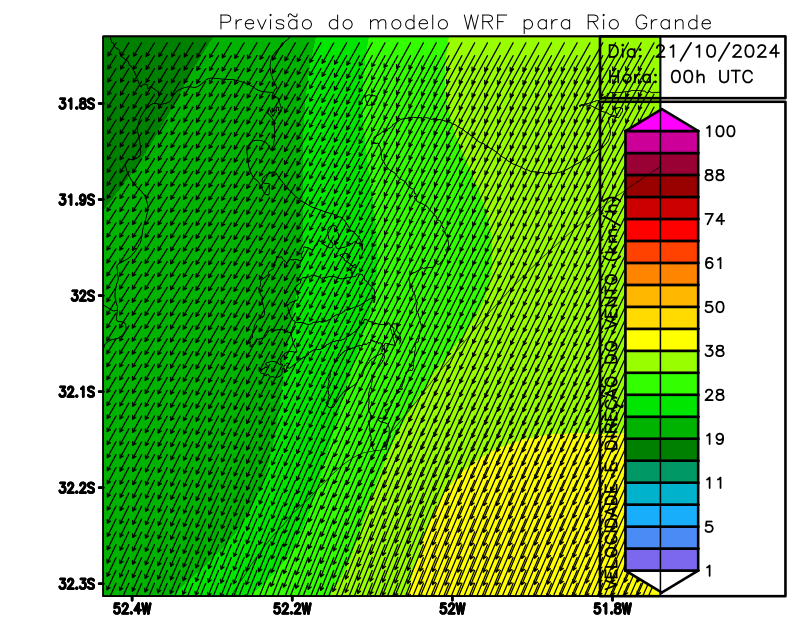 Previsão do modelo WRF para Rio Grande
Dia: 21/10/2024
Hora: 00h UTC
31.8S
31.9S
32S
32.1S
32.2S
32.3S
52.4W
52.2W
52W
51.8W
VELOCIDADE E DIREÇÃO DO VENTO (km/h)
100
88
74
61
50
38
28
19
11
5
1